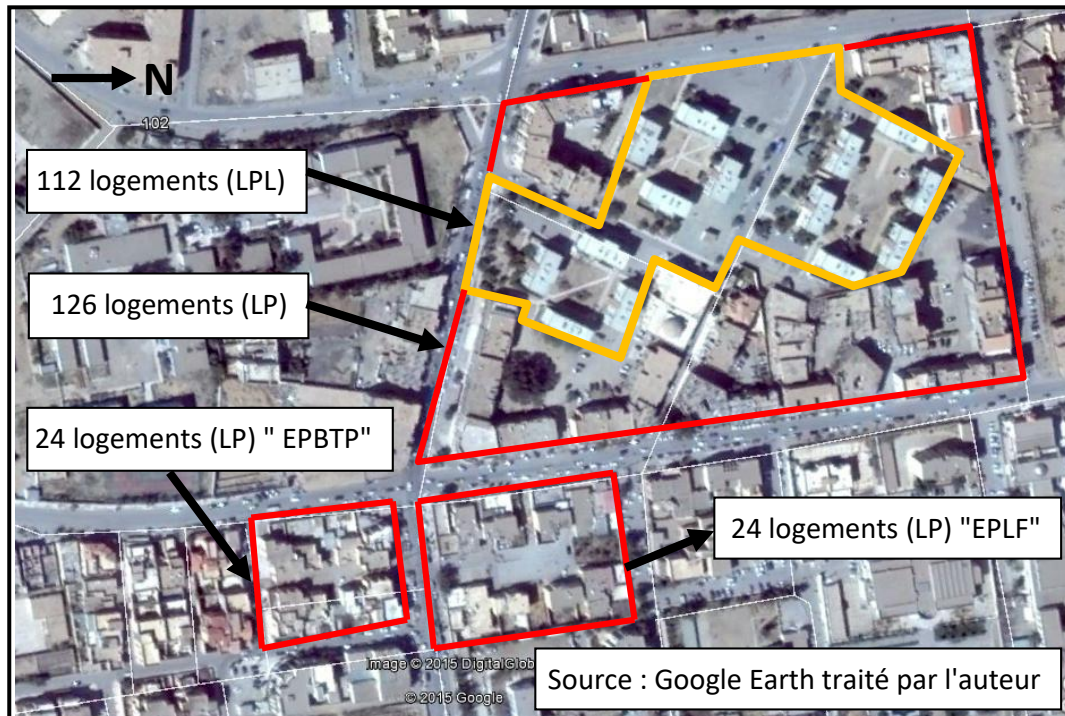 N
102
112 logements (LPL)
126 logements (LP)
24 logements (LP) " EPBTP"
24 logements (LP) "EPLF"
Image © 2015 DigitalGlob
© 2015 Google
Source : Google Earth traité par l'auteur